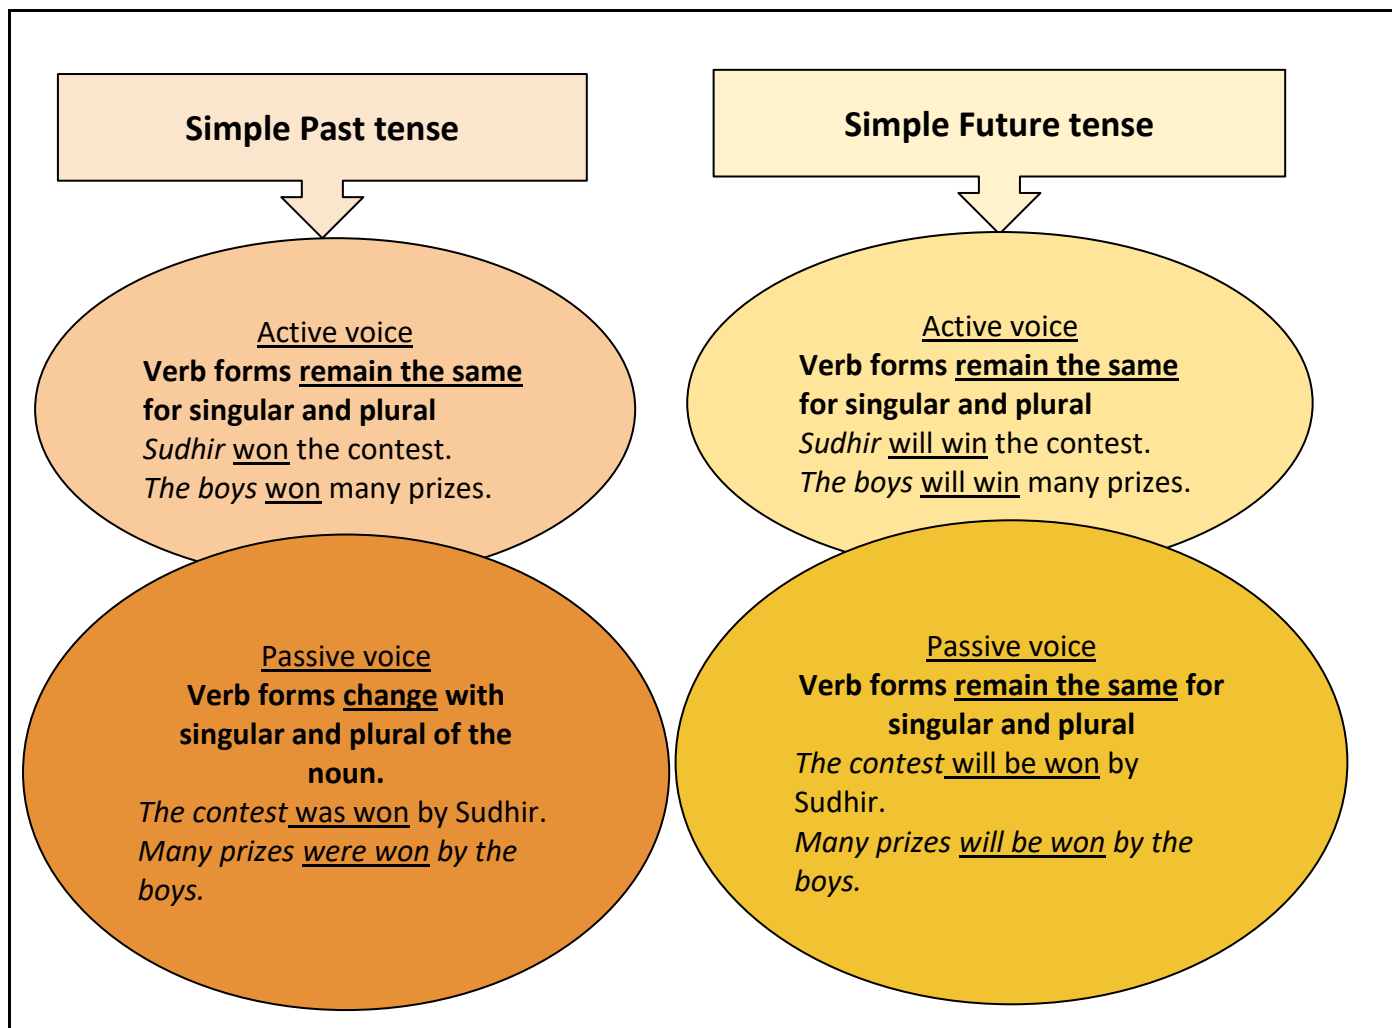 Simple Past tense
Active voice
Verb forms remain the same
for singular and plural
Sudhir won the contest.
The boys won many prizes.
Passive voice
Verb forms change with
singular and plural of the
noun.
The contest was won by Sudhir.
Many prizes were won by the
boys.
Simple Future tense
Active voice
Verb forms remain the same
for singular and plural
Sudhir will win the contest.
The boys will win many prizes.
Passive voice
Verb forms remain the same for
singular and plural
The contest will be won by
Sudhir.
Many prizes will be won by the
boys.